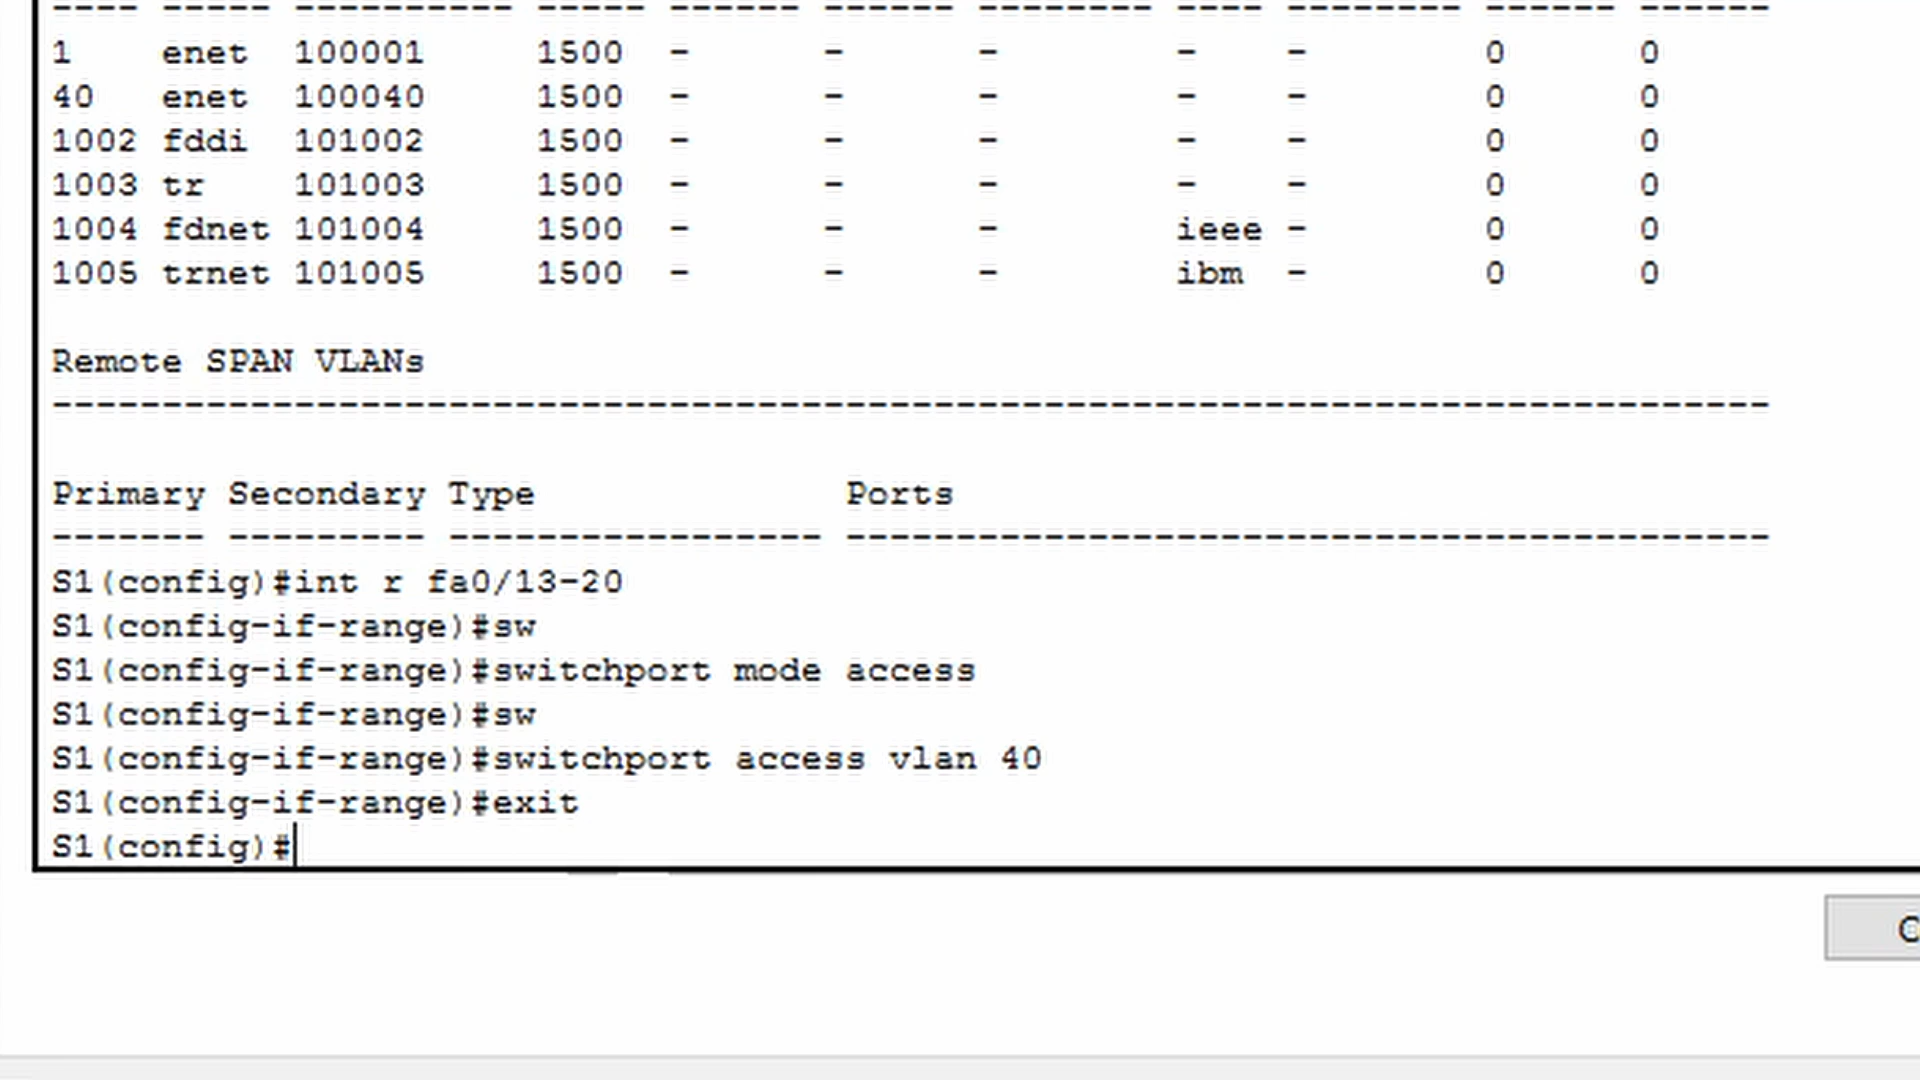 ---- ----- ---------- ----- ------ ------ -------- ---- -------- ------ ------
1    enet  100001     1500  -      -      -        -    -        0      0
40   enet  100040     1500  -      -      -        -    -        0      0
1002 fddi  101002     1500  -      -      -        -    -        0      0
1003 tr    101003     1500  -      -      -        -    -        0      0
1004 fdnet 101004     1500  -      -      -        ieee -        0      0
1005 trnet 101005     1500  -      -      -        ibm  -        0      0
Remote SPAN VLANs
------------------------------------------------------------------------------
Primary Secondary Type              Ports
------- --------- ----------------- ------------------------------------------
S1(config)#int r fa0/13-20
S1(config-if-range)#sw
S1(config-if-range)#switchport mode access
S1(config-if-range)#sw
S1(config-if-range)#switchport access vlan 40
S1(config-if-range)#exit
S1(config)#